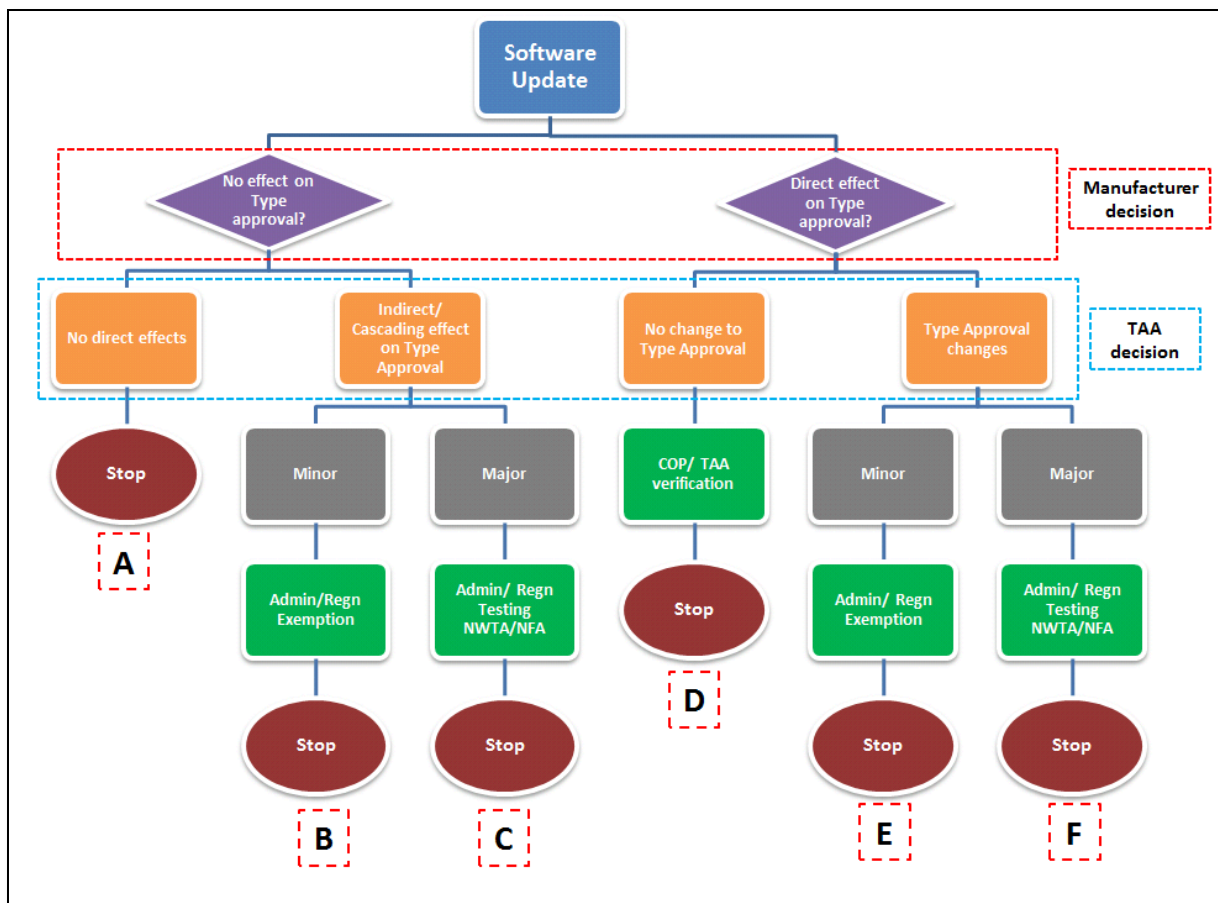 Software
Update
No effect on
Type
approval?
Direct effect
on Type
approval?
Manufacturer
decision
No direct effects
Indirect/
Cascading effect
on Type
Approval
No change to
Type Approval
Type Approval
changes
TAA
decision
Stop
Minor
Major
COP/ TAA
verification
Minor
Major
A
Admin/Regn
Exemption
Admin/ Regn
Testing
NWTA/NFA
Stop
Admin/ Regn
Exemption
Admin/ Regn
Testing
NWTA/NFA
D
Stop
Stop
Stop
Stop
B
C
E
F